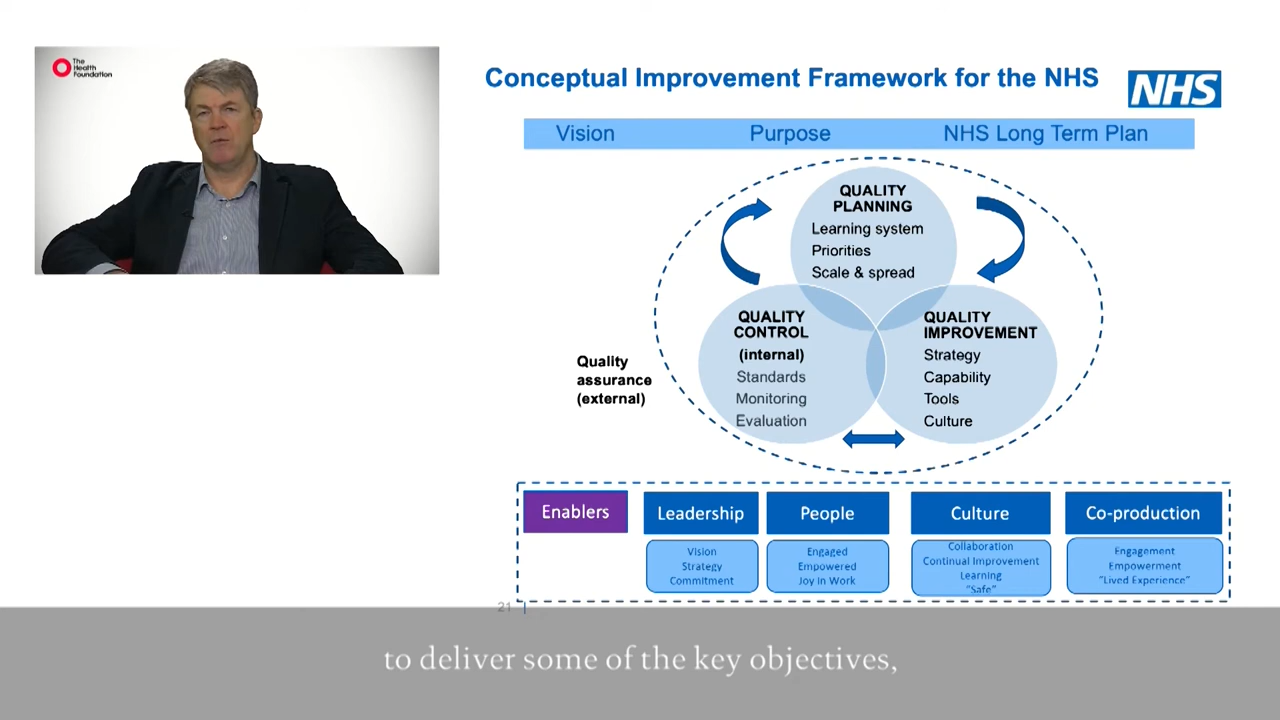 The
Health
Foundation
Conceptual Improvement Framework for the NHS
NHS
Vision
Purpose
NHS Long Term Plan
QUALITY
PLANNING
Learning system
Priorities
Scale & spread
QUALITY
CONTROL
(internal)
Standards
Monitoring
Evaluation
QUALITY
IMPROVEMENT
Strategy
Capability
Tools
Culture
Quality
assurance
(external)
Enablers
Leadership
Vision
Strategy
Commitment
People
Engaged
Empowered
Joy in Work
Culture
Collaboration
Continual Improvement
Learning
"Safe"
Co-production
Engagement
Empowerment
"Lived Experience"
21
to deliver some of the key objectives,